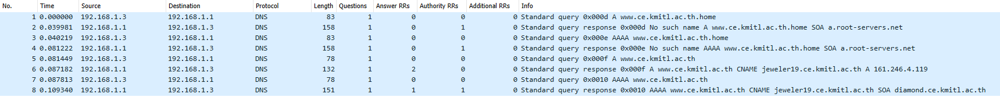 No. Time Source Destination Protocol Length Questions Answer RRs Authority RRs Additional RRs Info
1 0.000000 192.168.1.3 192.168.1.1 DNS 83 1 0 0 0 Standard query 0x000d A www.ce.kmitl.ac.th.home
2 0.039981 192.168.1.1 192.168.1.3 DNS 158 1 0 1 0 Standard query response 0x000d No such name A www.ce.kmitl.ac.th.home SOA a.root-servers.net
3 0.040219 192.168.1.3 192.168.1.1 DNS 83 1 0 0 0 Standard query 0x000e AAAA www.ce.kmitl.ac.th.home
4 0.081222 192.168.1.1 192.168.1.3 DNS 158 1 0 1 0 Standard query response 0x000e No such name AAAA www.ce.kmitl.ac.th.home SOA a.root-servers.net
5 0.081449 192.168.1.3 192.168.1.1 DNS 78 1 0 0 0 Standard query 0x000f A www.ce.kmitl.ac.th
6 0.087182 192.168.1.1 192.168.1.3 DNS 132 1 2 0 0 Standard query response 0x000f A www.ce.kmitl.ac.th CNAME jeweler19.ce.kmitl.ac.th A 161.246.4.119
7 0.087813 192.168.1.3 192.168.1.1 DNS 78 1 0 0 0 Standard query 0x0010 AAAA www.ce.kmitl.ac.th
8 0.109340 192.168.1.1 192.168.1.3 DNS 151 1 1 1 0 Standard query response 0x0010 AAAA www.ce.kmitl.ac.th CNAME jeweler19.ce.kmitl.ac.th SOA diamond.ce.kmitl.ac.th